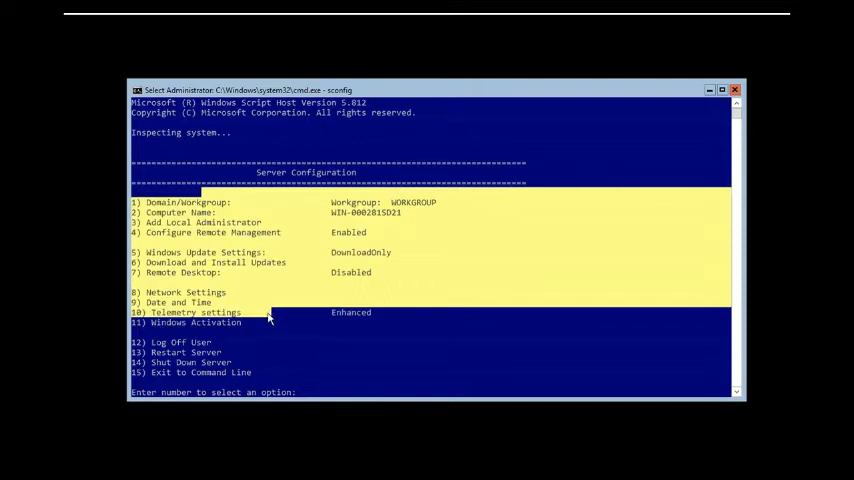 Select Administrator: C:\Windows\system32\cmd.exe - sconfig
Microsoft (R) Windows Script Host Version 5.812
Copyright (C) Microsoft Corporation. All rights reserved.
Inspecting system...
===============================================================================
Server Configuration
===============================================================================
1) Domain/Workgroup: Workgroup: WORKGROUP
2) Computer Name: WIN-000281SD21
3) Add Local Administrator
4) Configure Remote Management Enabled
5) Windows Update Settings: DownloadOnly
6) Download and Install Updates
7) Remote Desktop: Disabled
8) Network Settings
9) Date and Time
10) Telemetry settings Enhanced
11) Windows Activation
12) Log Off User
13) Restart Server
14) Shut Down Server
15) Exit to Command Line
Enter number to select an option: